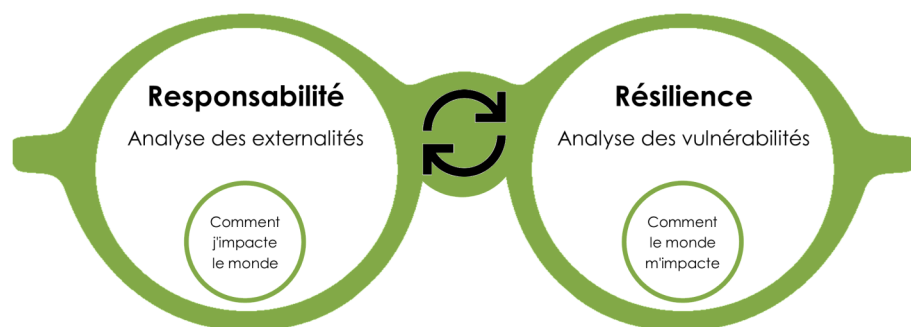 Responsabilité
Analyse des externalités
Comment
j'impacte
le monde
Résilience
Analyse des vulnérabilités
Comment
le monde
m'impacte